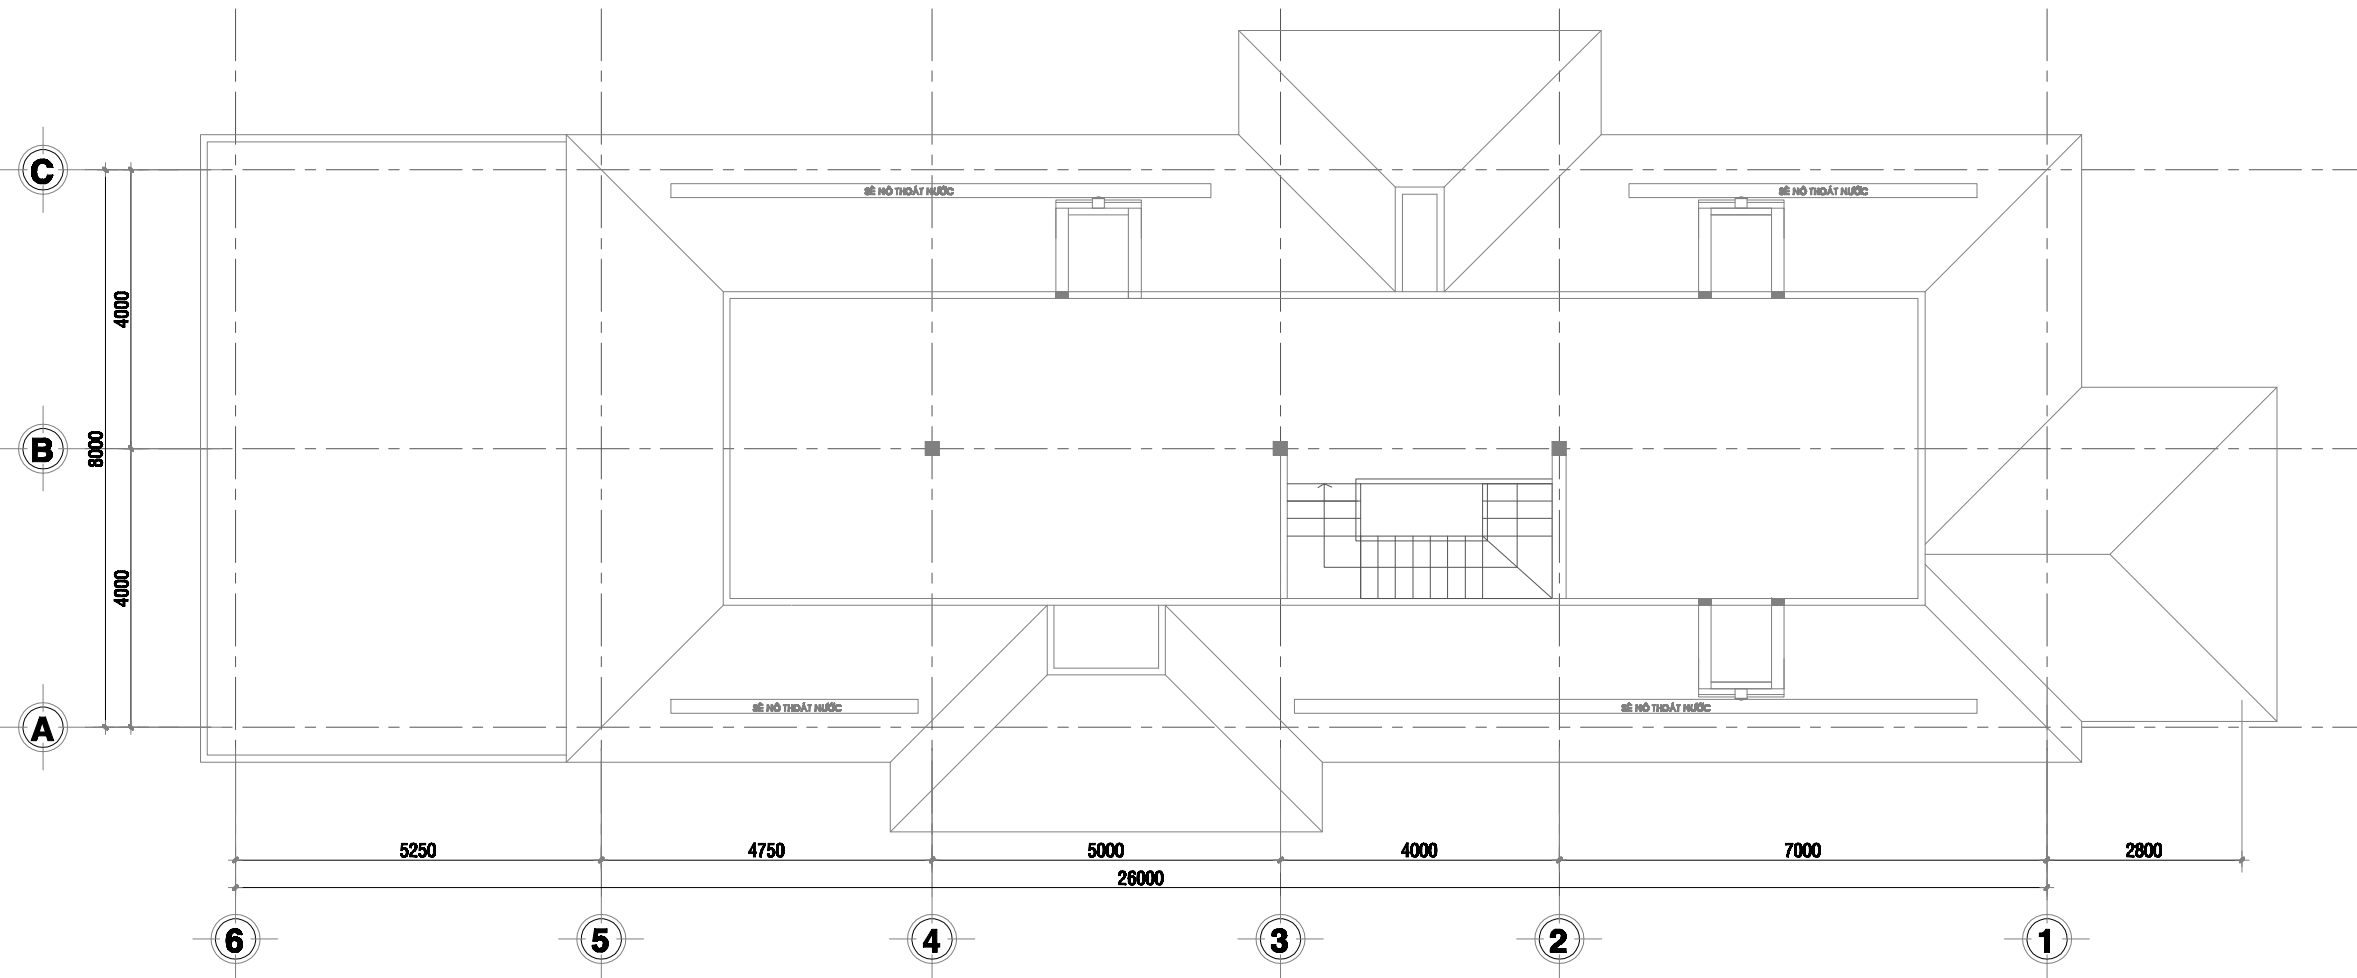 C
SÊ NÔ THOÁT NƯỚC
SÊ NÔ THOÁT NƯỚC
4000
B
8000
4000
SÊ NÔ THOÁT NƯỚC
SÊ NÔ THOÁT NƯỚC
A
5250 4750 5000 4000 7000 2800
26000
6 5 4 3 2 1